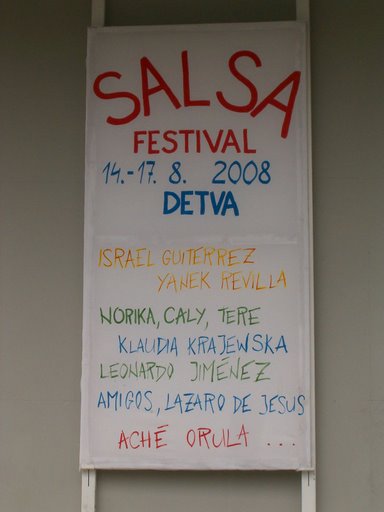 SALSA
FESTIVAL
14.-17. 8. 2008
DETVA
ISRAEL GUITERREZ
YANEK REVILLA
NORIKA, CALY, TERE
KLAUDIA KRAJEWSKA
LEONARDO JIMÉNEZ
AMIGOS, LAZARO DE JESUS
ACHÉ ORULA ...